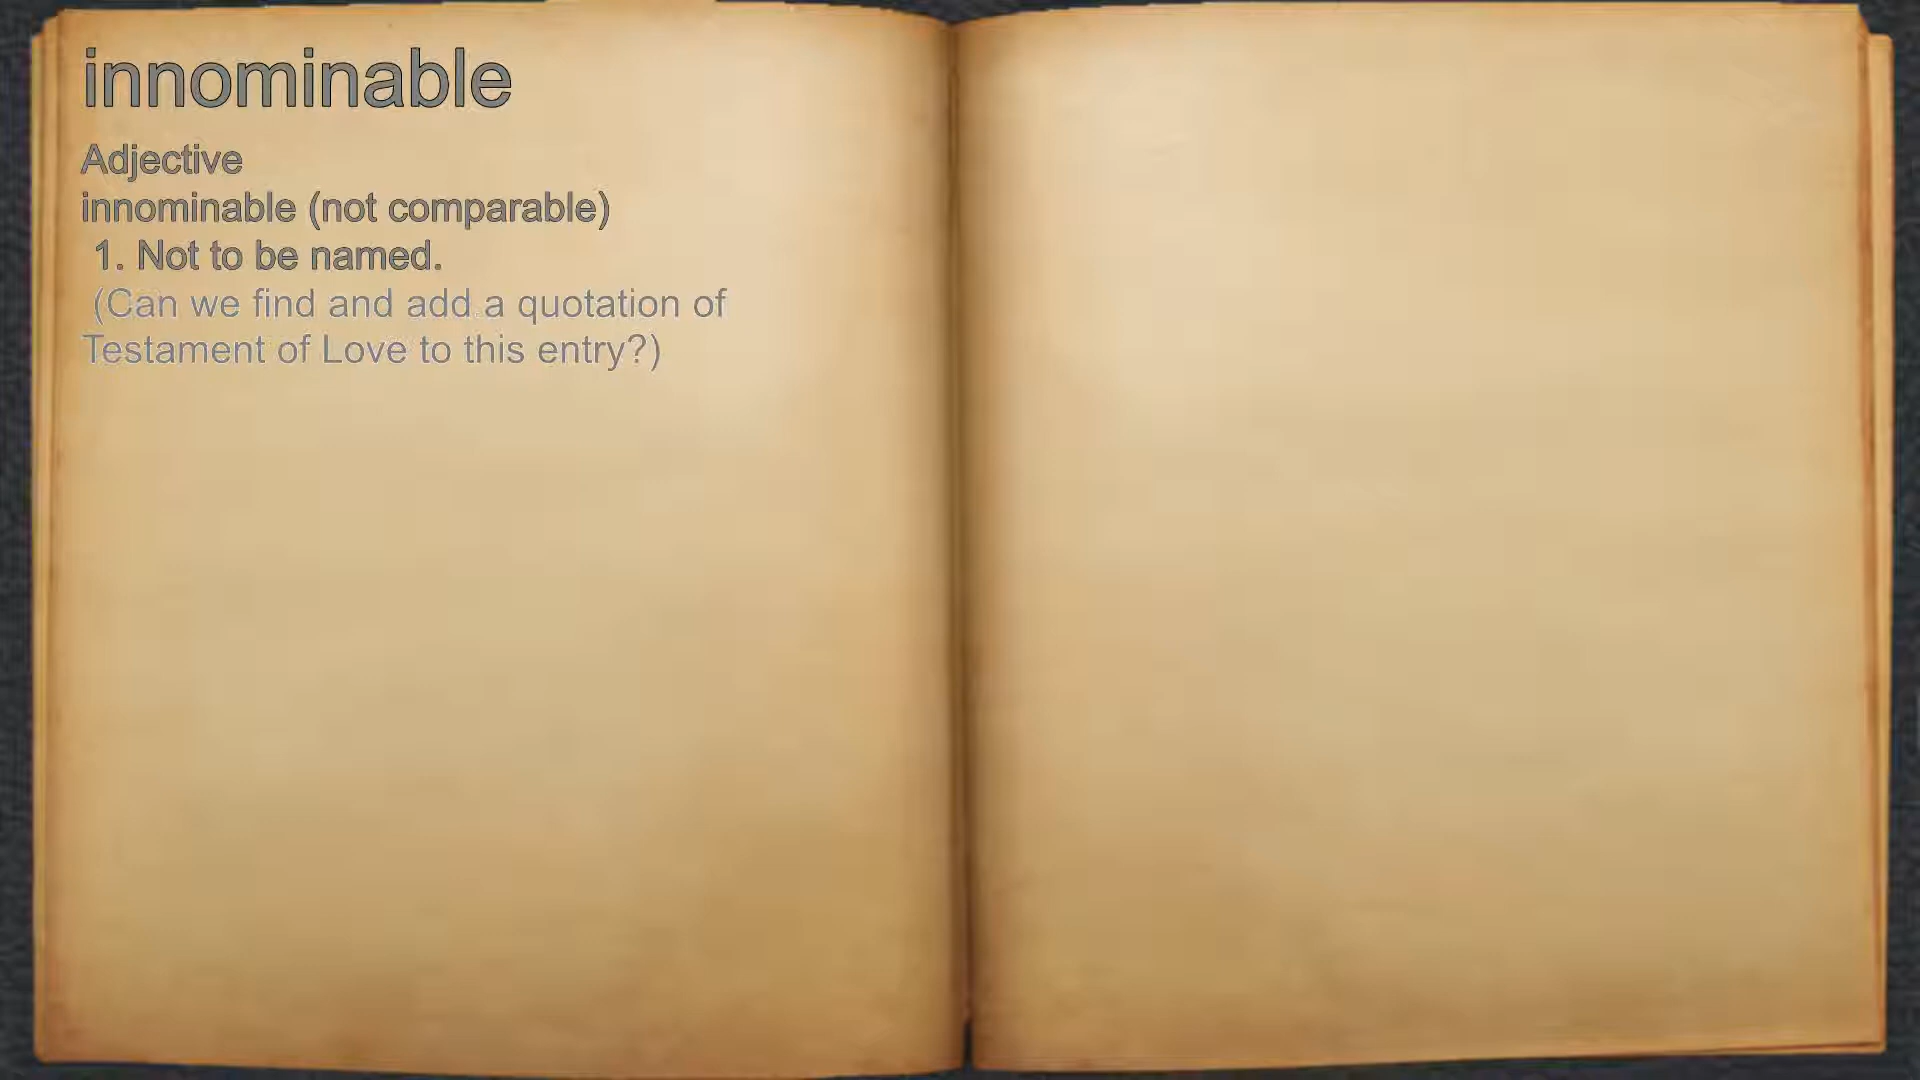 innominable
Adjective
innominable (not comparable)
1. Not to be named.
(Can we find and add a quotation of
Testament of Love to this entry?)